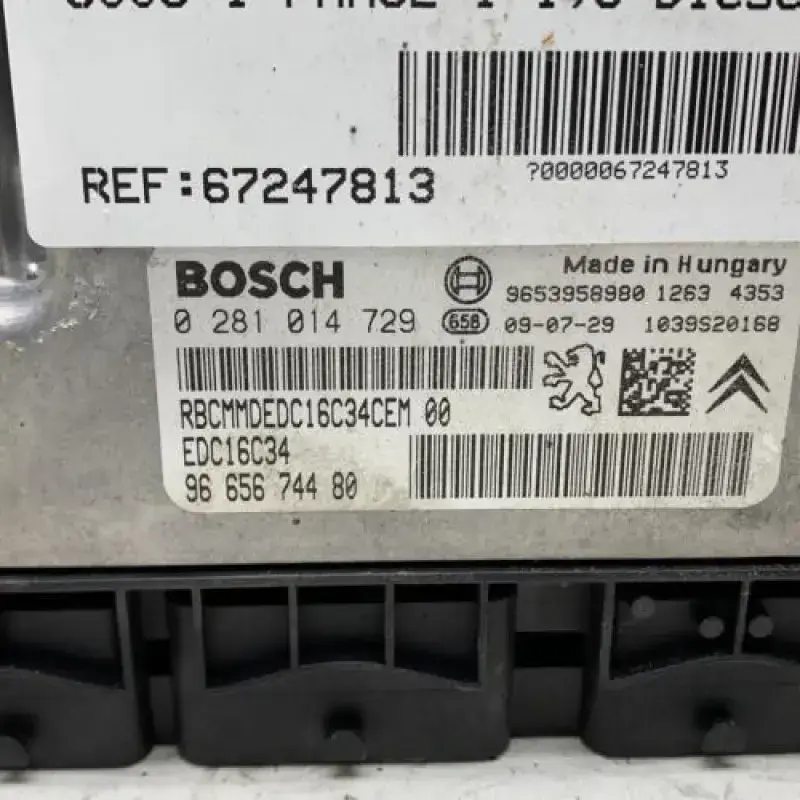 REF:67247813
?0000067247813
BOSCH
Made in Hungary
9653958980 1263 4353
0 281 014 729
658 09-07-29 1039S20168
RBCMMDEDC16C34CEM 00
EDC16C34
96 656 744 80